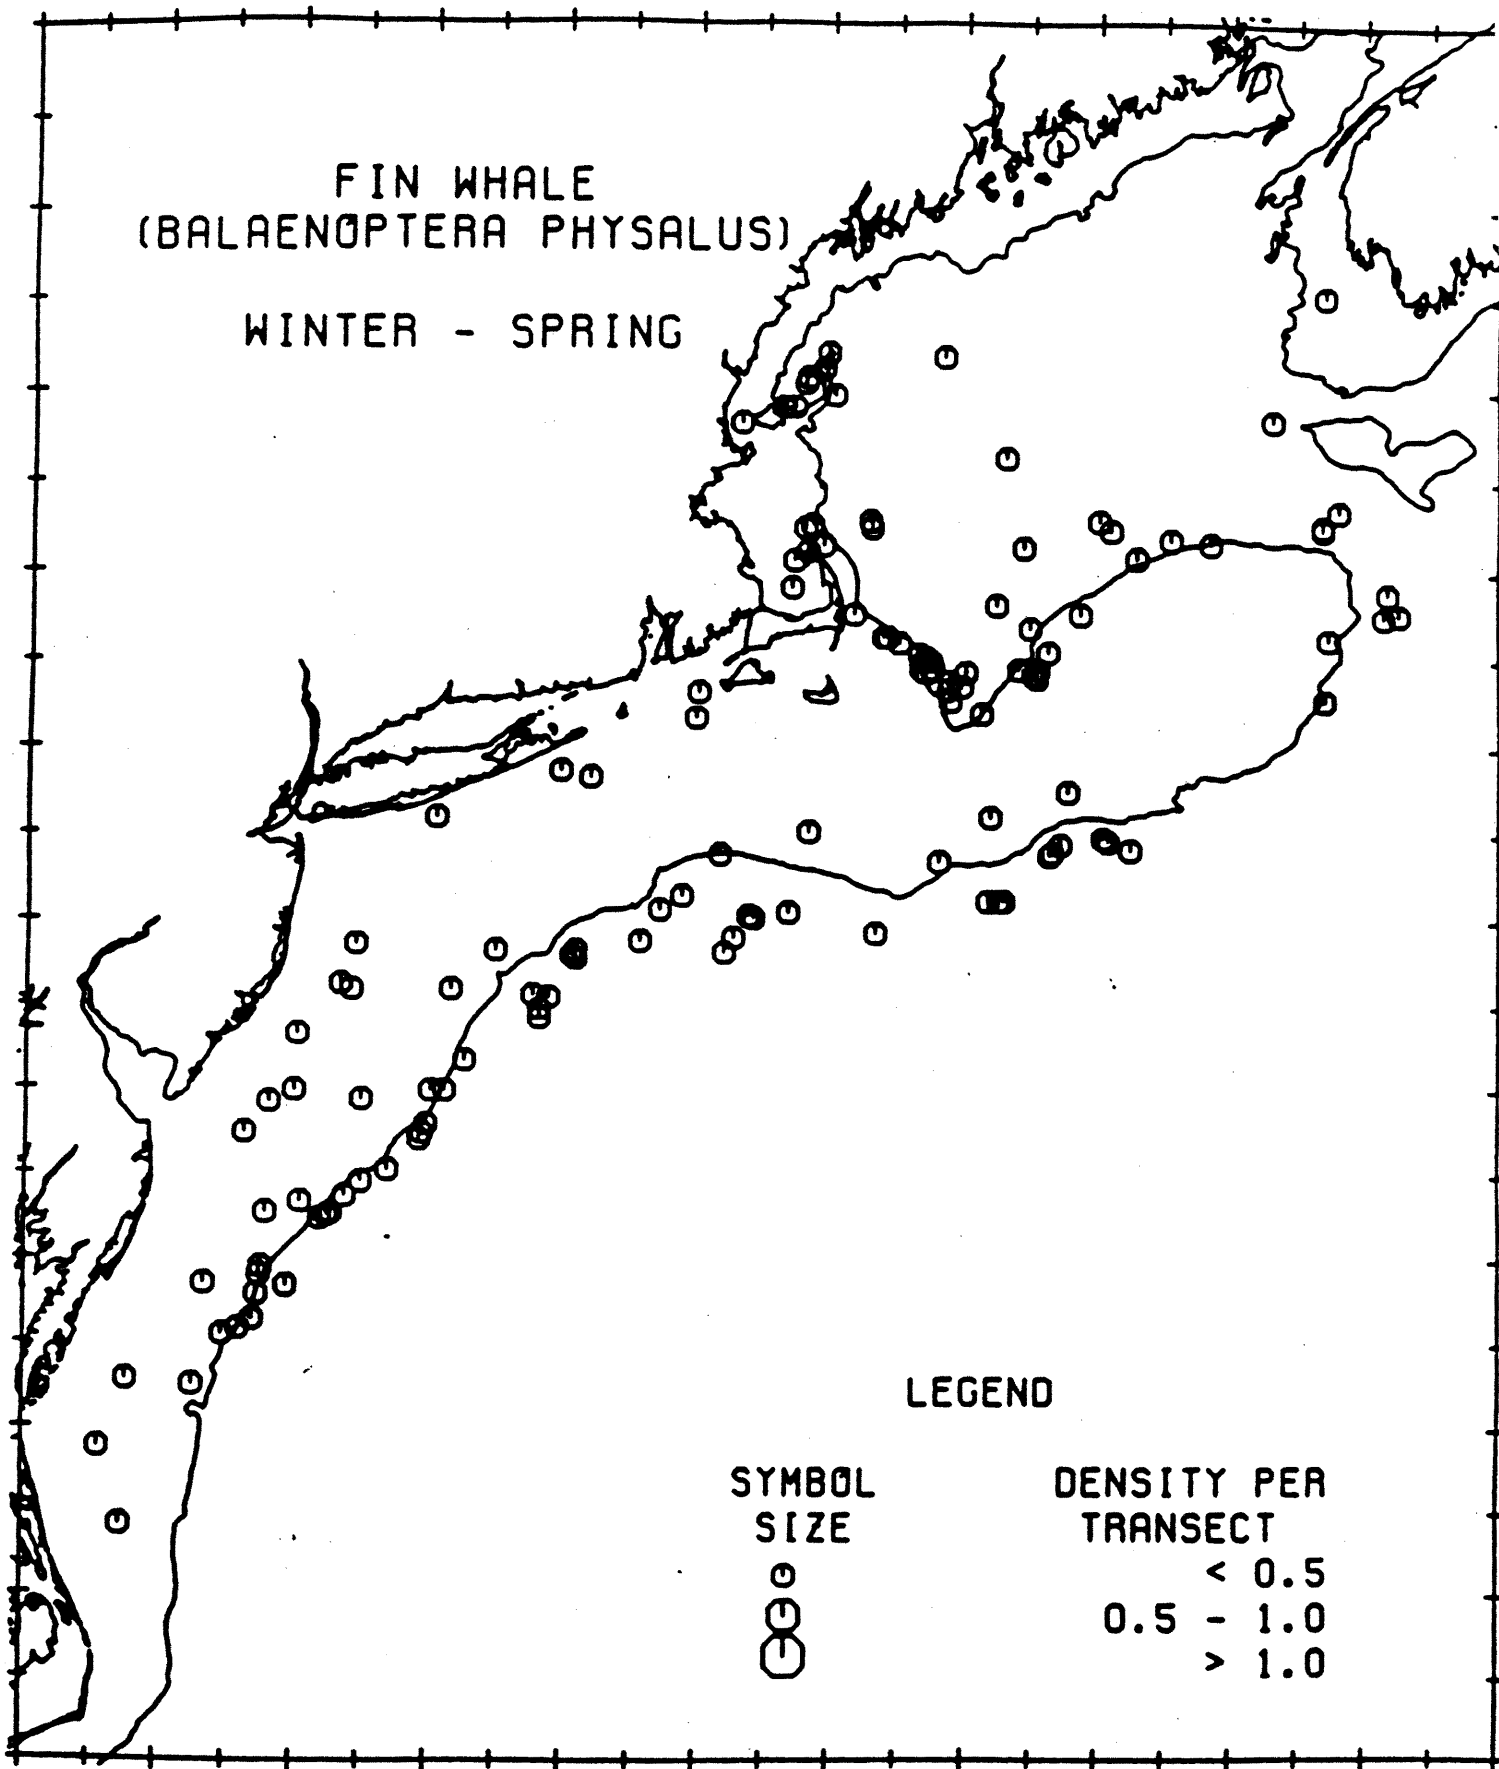 FIN WHALE
(BALAENOPTERA PHYSALUS)
WINTER - SPRING
LEGEND
SYMBOL SIZE
DENSITY PER TRANSECT
< 0.5
0.5 - 1.0
> 1.0